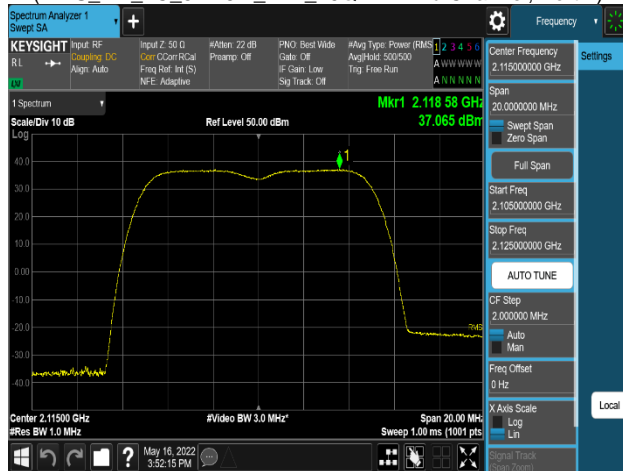 Spectrum Analyzer 1
Swept SA
Frequency
KEYSIGHT
RL
Input: RF
Coupling: DC
Align: Auto
Input Z: 50 Ω
Corr CCorr RCal
Freq Ref: Int (S)
NFE: Adaptive
#Atten: 22 dB
Preamp: Off
PNO: Best Wide
Gate: Off
IF Gain: Low
Sig Track: Off
#Avg Type: Power (RMS
Avg|Hold: 500/500
Trig: Free Run
1 2 3 4 5 6
A W W W W W
A N N N N N
1 Spectrum
Scale/Div 10 dB
Log
Ref Level 50.00 dBm
Mkr1 2.118 58 GHz
37.065 dBm
1
40.0
30.0
20.0
10.0
0.00
-10.0
-20.0
-30.0
-40.0
RMS
Center 2.11500 GHz
#Res BW 1.0 MHz
#Video BW 3.0 MHz*
Span 20.00 MHz
Sweep 1.00 ms (1001 pts
May 16, 2022
3:52:15 PM
Settings
Center Frequency
2.115000000 GHz
Span
20.0000000 MHz
Swept Span
Zero Span
Full Span
Start Freq
2.105000000 GHz
Stop Freq
2.125000000 GHz
AUTO TUNE
CF Step
2.000000 MHz
Auto
Man
Freq Offset
0 Hz
X Axis Scale
Log
Lin
Local
Signal Track
(Span Zoom)